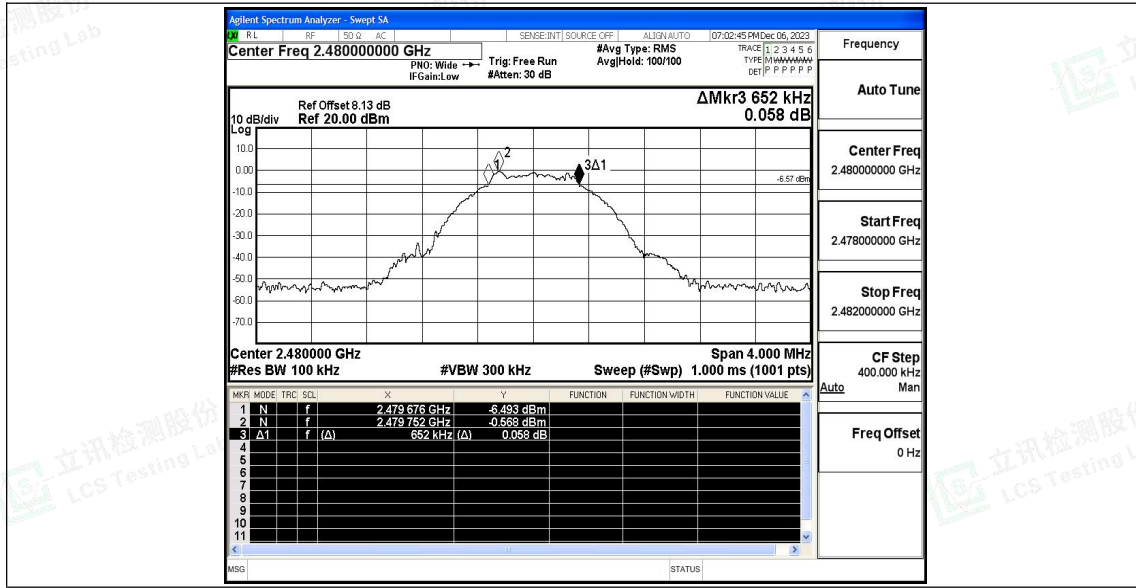 Agilent Spectrum Analyzer - Swept SA
RL RF 50 Ω AC SENSE:INT SOURCE OFF ALIGN AUTO 07:02:45 PM Dec 06, 2023
Center Freq 2.480000000 GHz
PNO: Wide
IFGain:Low
Trig: Free Run
#Atten: 30 dB
#Avg Type: RMS
Avg|Hold: 100/100
TRACE 1 2 3 4 5 6
TYPE M WWWWW
DET P P P P P P
Ref Offset 8.13 dB
10 dB/div Ref 20.00 dBm
Log
ΔMkr3 652 kHz
0.058 dB
10.0
0.00
-10.0
-20.0
-30.0
-40.0
-50.0
-60.0
-70.0
1
2
3Δ1
-6.57 dBm
Center 2.480000 GHz Span 4.000 MHz
#Res BW 100 kHz #VBW 300 kHz Sweep (#Swp) 1.000 ms (1001 pts)
MKR MODE TRC SCL X Y FUNCTION FUNCTION WIDTH FUNCTION VALUE
1 N f 2.479 676 GHz -6.493 dBm
2 N f 2.479 752 GHz -0.568 dBm
3 Δ1 f (Δ) 652 kHz (Δ) 0.058 dB
4
5
6
7
8
9
10
11
MSG STATUS
Frequency
Auto Tune
Center Freq
2.480000000 GHz
Start Freq
2.478000000 GHz
Stop Freq
2.482000000 GHz
CF Step
400.000 kHz
Auto Man
Freq Offset
0 Hz
立讯检测股份
LCS Testing Lab
立讯检测股份
LCS Testing L